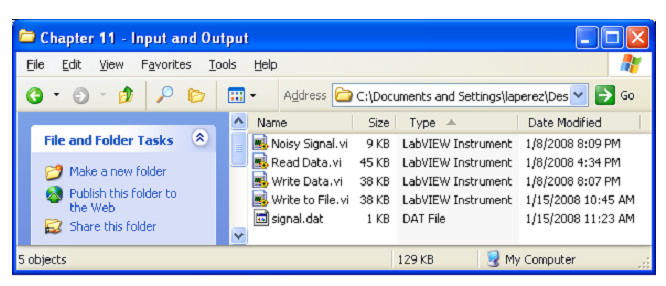 Chapter 11 - Input and Output
File Edit View Favorites Tools Help
Address C:\Documents and Settings\laperez\Des Go
File and Folder Tasks
Make a new folder
Publish this folder to
the Web
Share this folder
Name Size Type Date Modified
Noisy Signal.vi 9 KB LabVIEW Instrument 1/8/2008 8:09 PM
Read Data.vi 45 KB LabVIEW Instrument 1/8/2008 4:34 PM
Write Data.vi 38 KB LabVIEW Instrument 1/8/2008 8:07 PM
Write to File.vi 38 KB LabVIEW Instrument 1/15/2008 10:45 AM
signal.dat 1 KB DAT File 1/15/2008 11:23 AM
5 objects 129 KB My Computer